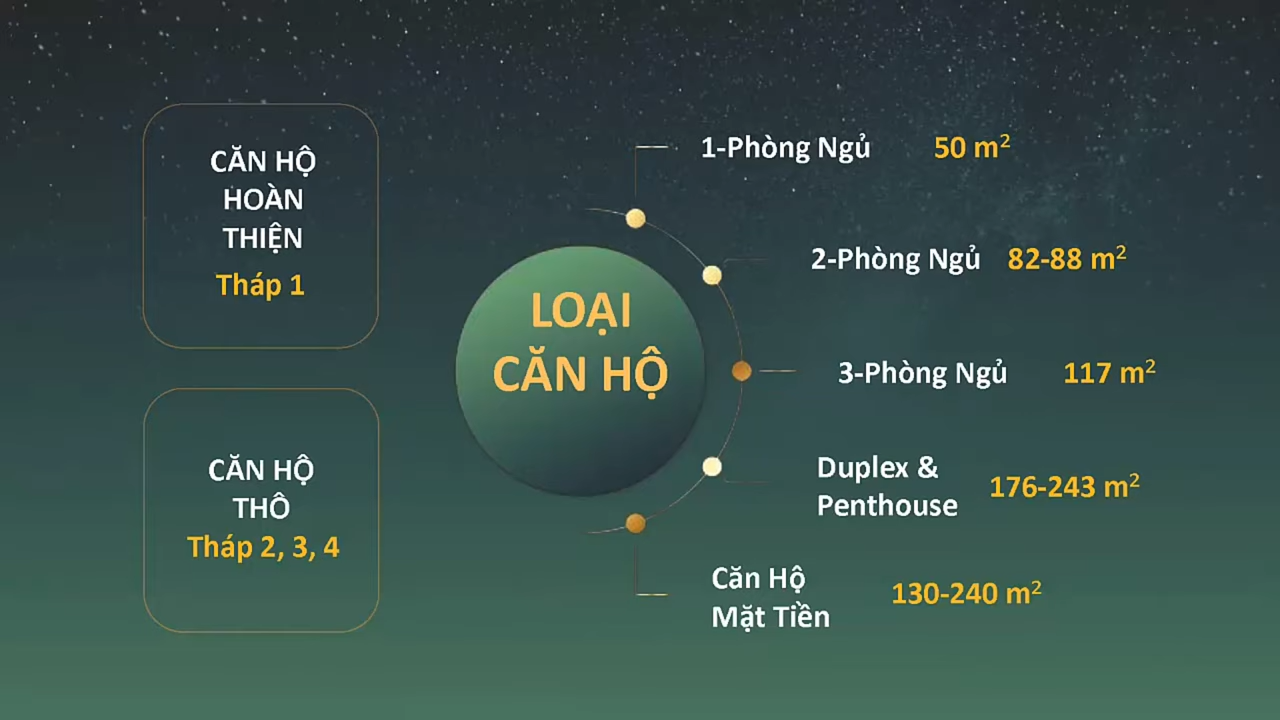 CĂN HỘ
HOÀN
THIỆN
Tháp 1
CĂN HỘ
THÔ
Tháp 2, 3, 4
LOẠI
CĂN HỘ
1-Phòng Ngủ 50 m²
2-Phòng Ngủ 82-88 m²
3-Phòng Ngủ 117 m²
Duplex &
Penthouse
176-243 m²
Căn Hộ
Mặt Tiền
130-240 m²